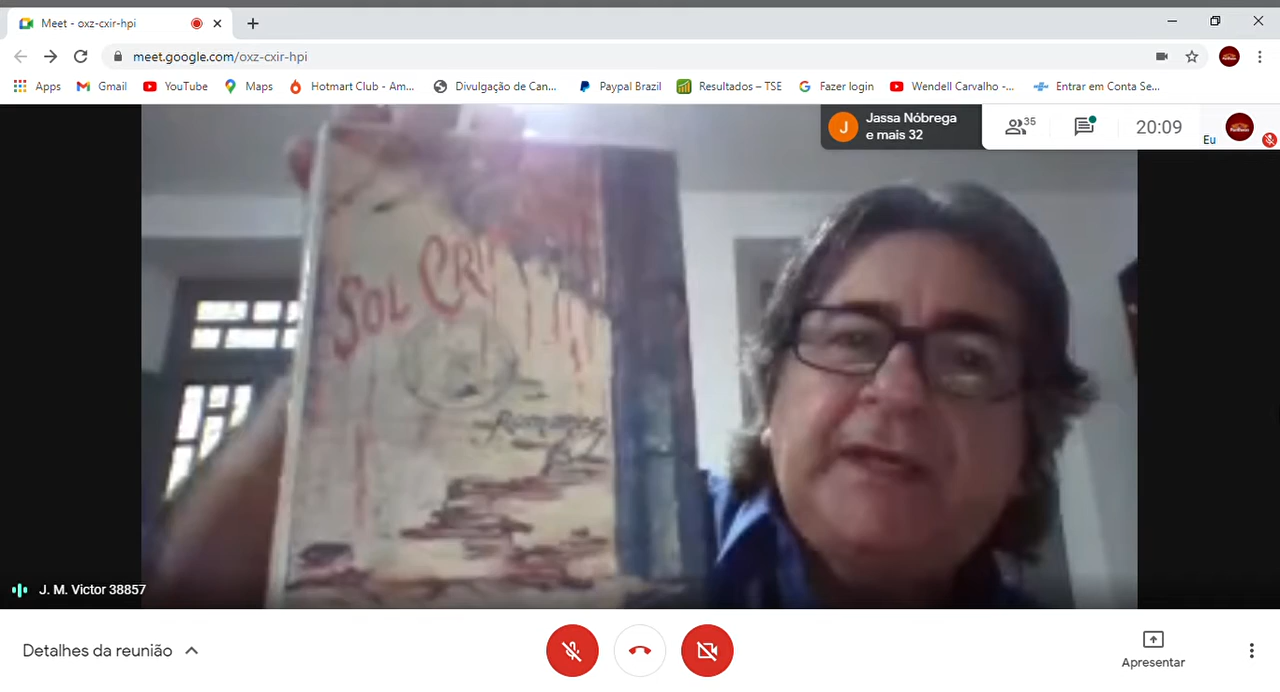 Meet - oxz-cxir-hpi
meet.google.com/oxz-cxir-hpi
Apps
Gmail
YouTube
Maps
Hotmart Club - Am...
Divulgação de Can...
Paypal Brazil
Resultados – TSE
Fazer login
Wendell Carvalho -...
Entrar em Conta Se...
J
Jassa Nóbrega
e mais 32
35
20:09
Eu
SOL CRU
Romance
J. M. Victor 38857
Detalhes da reunião
Apresentar